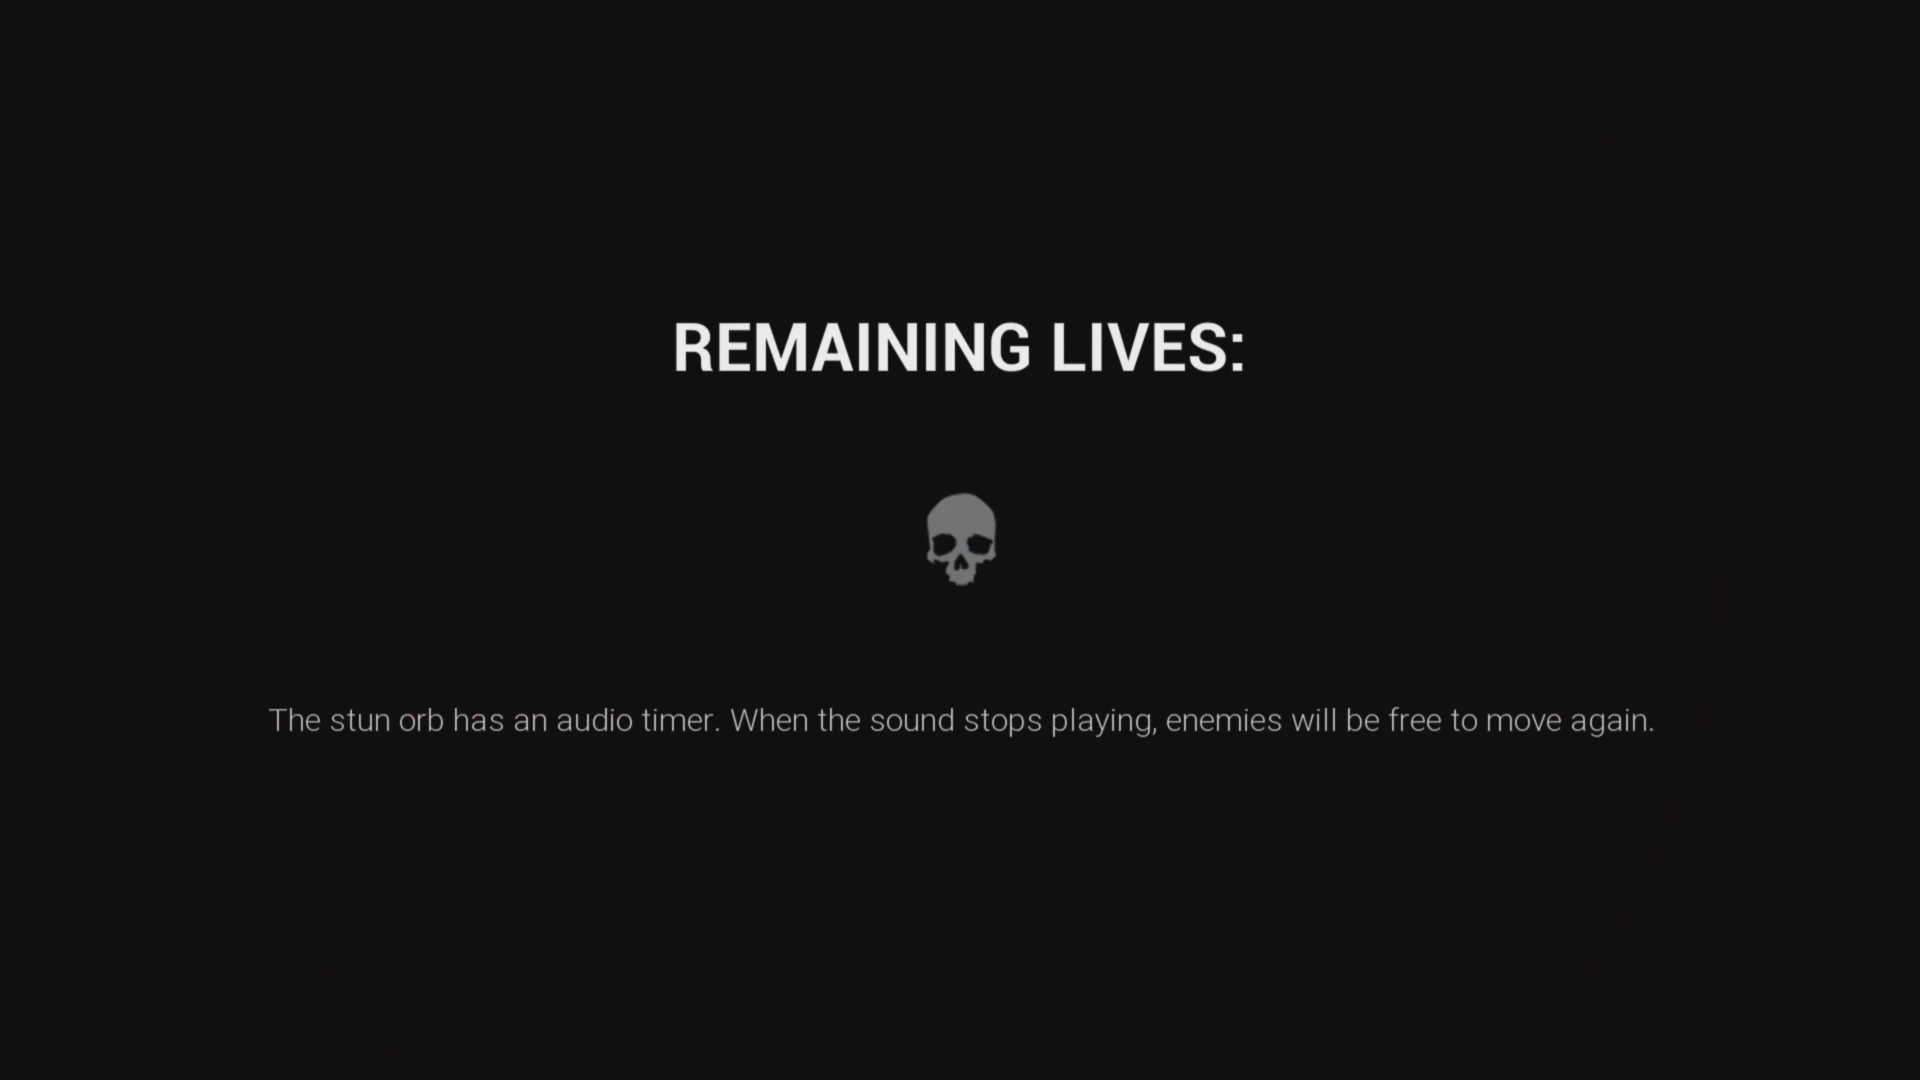 REMAINING LIVES:
The stun orb has an audio timer. When the sound stops playing, enemies will be free to move again.